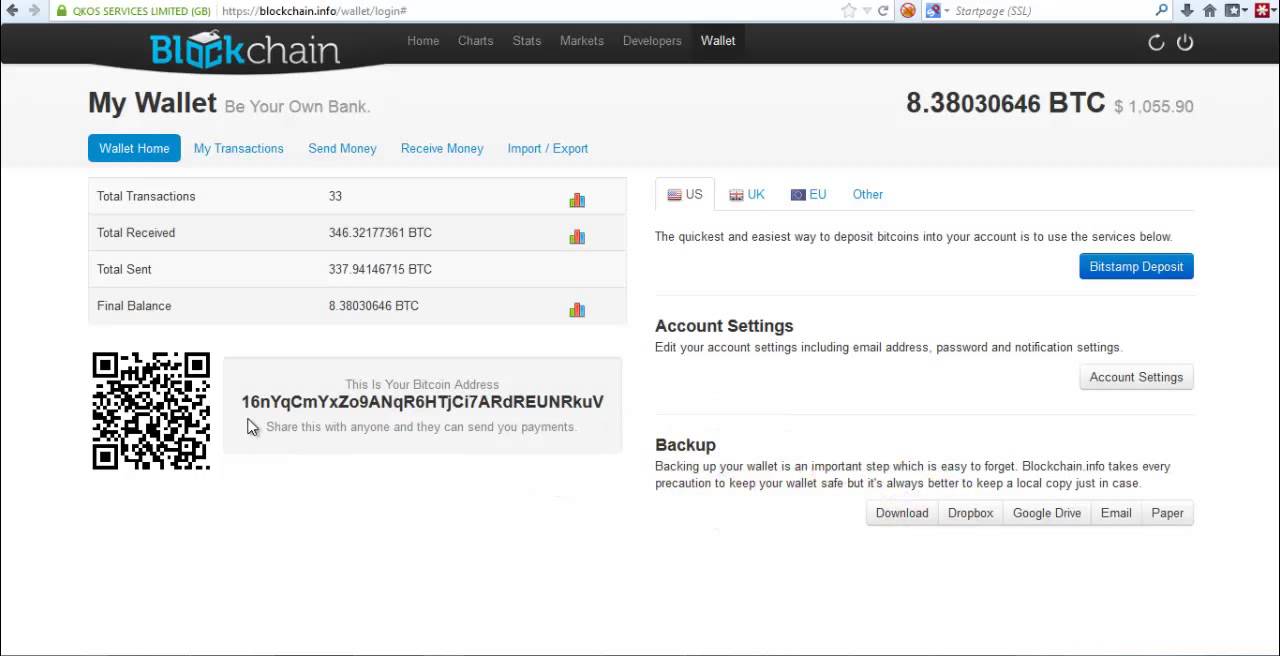 QKOS SERVICES LIMITED (GB) https://blockchain.info/wallet/login# Startpage (SSL)
Blockchain Home Charts Stats Markets Developers Wallet
My Wallet Be Your Own Bank. 8.38030646 BTC $ 1,055.90
Wallet Home My Transactions Send Money Receive Money Import / Export
Total Transactions 33
Total Received 346.32177361 BTC
Total Sent 337.94146715 BTC
Final Balance 8.38030646 BTC
This Is Your Bitcoin Address
16nYqCmYxZo9ANqR6HTjCi7ARdREUNRkuV
Share this with anyone and they can send you payments.
US UK EU Other
The quickest and easiest way to deposit bitcoins into your account is to use the services below.
Bitstamp Deposit
Account Settings
Edit your account settings including email address, password and notification settings.
Account Settings
Backup
Backing up your wallet is an important step which is easy to forget. Blockchain.info takes every
precaution to keep your wallet safe but it's always better to keep a local copy just in case.
Download Dropbox Google Drive Email Paper